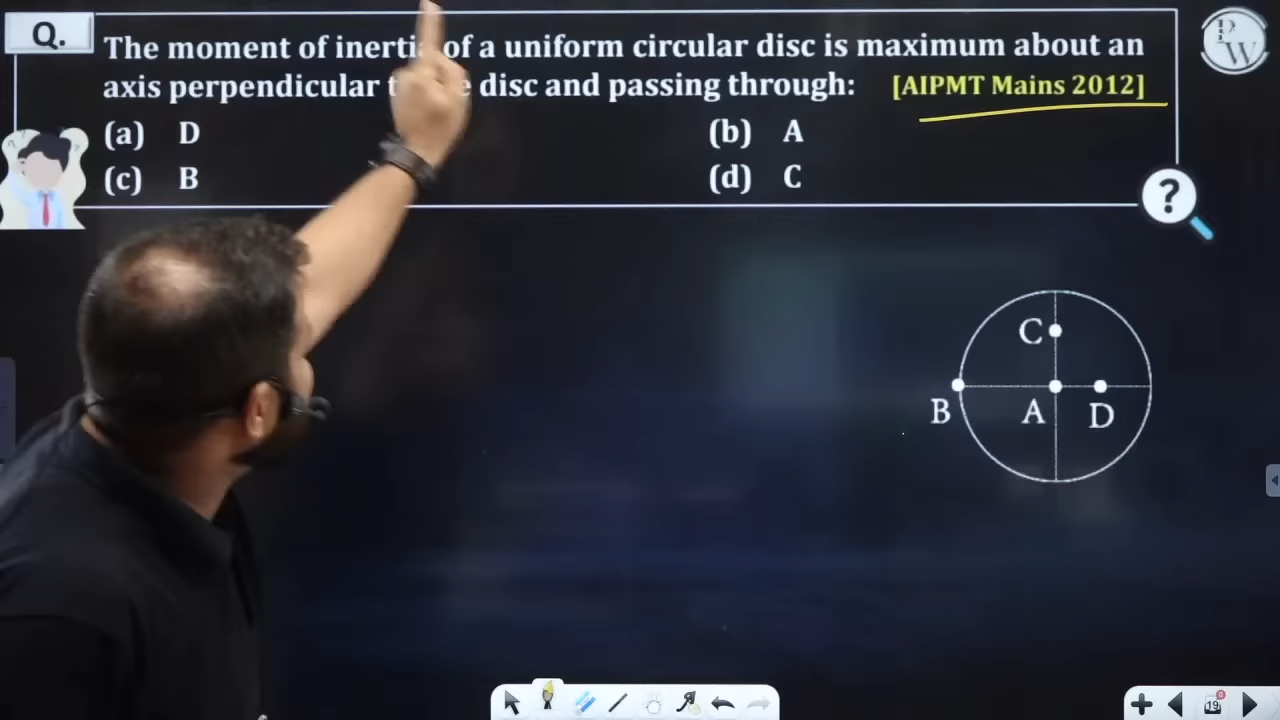 Q.
The moment of inerti of a uniform circular disc is maximum about an
axis perpendicular t e disc and passing through: [AIPMT Mains 2012]
(a) D
(b) A
(c) B
(d) C
P
W
?
C
B
A
D
19